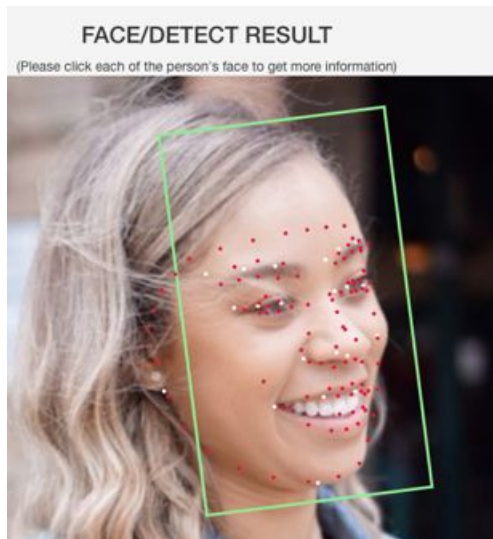 FACE/DETECT RESULT
(Please click each of the person's face to get more information)